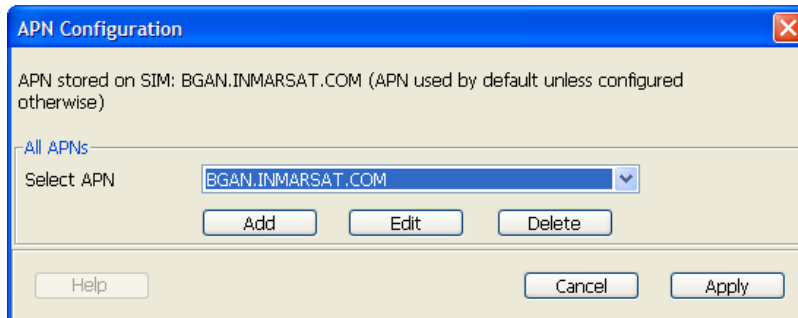 APN Configuration
APN stored on SIM: BGAN.INMARSAT.COM (APN used by default unless configured
otherwise)
All APNs
Select APN BGAN.INMARSAT.COM
Add Edit Delete
Help Cancel Apply